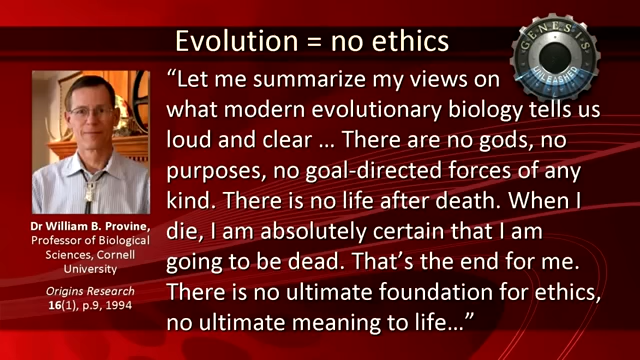 Evolution = no ethics
GENESIS
UNLEASHED
“Let me summarize my views on
what modern evolutionary biology tells us
loud and clear … There are no gods, no
purposes, no goal-directed forces of any
kind. There is no life after death. When I
die, I am absolutely certain that I am
going to be dead. That’s the end for me.
There is no ultimate foundation for ethics,
no ultimate meaning to life…”
Dr William B. Provine,
Professor of Biological
Sciences, Cornell
University
Origins Research
16(1), p.9, 1994